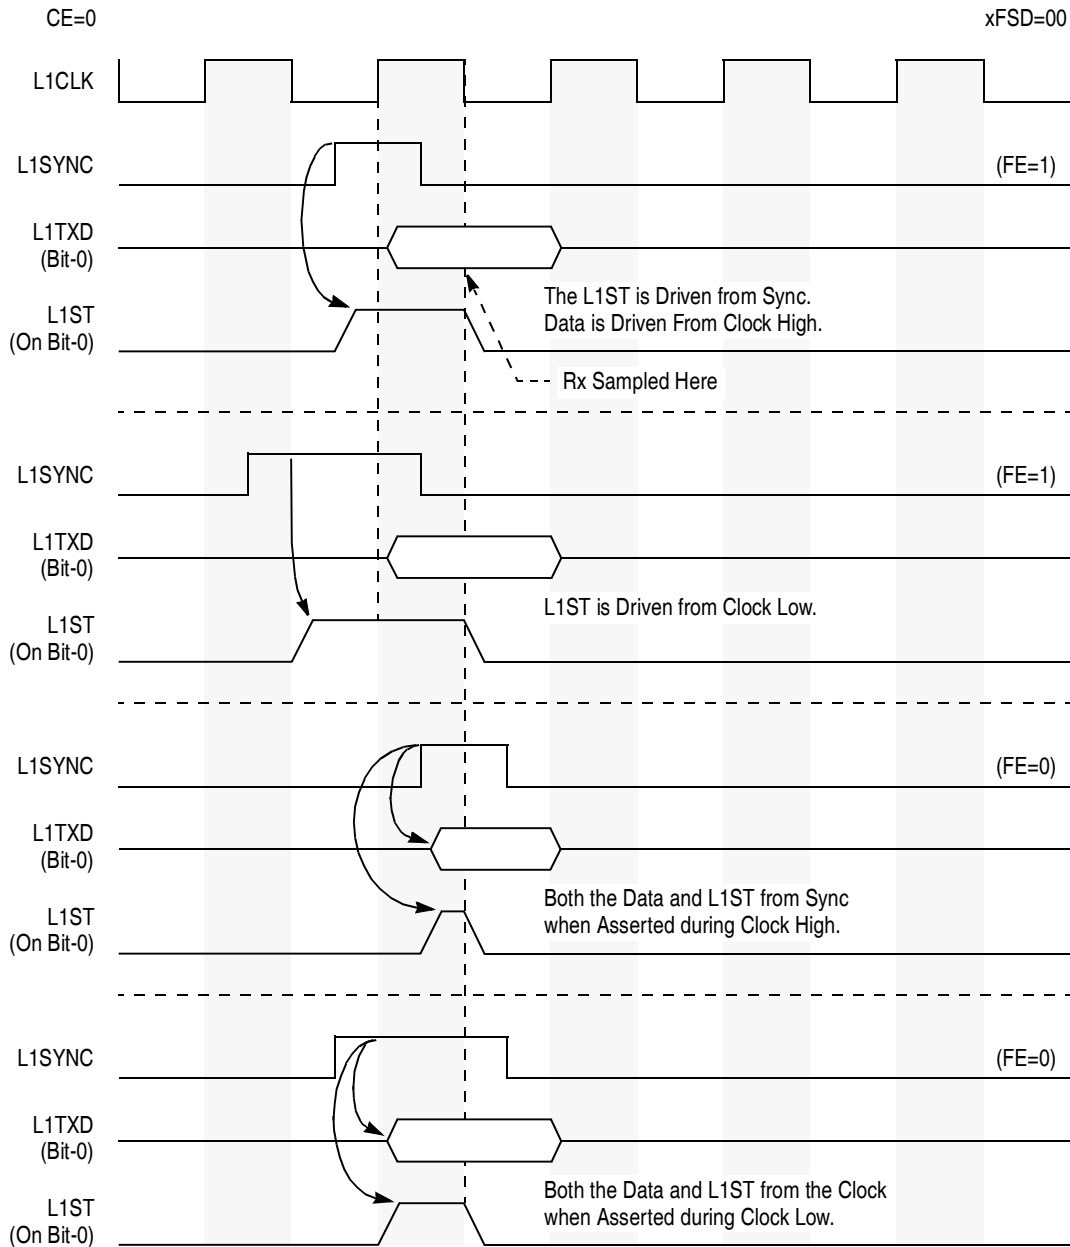 CE=0
xFSD=00
L1CLK
L1SYNC
(FE=1)
L1TXD
(Bit-0)
The L1ST is Driven from Sync.
Data is Driven From Clock High.
L1ST
(On Bit-0)
Rx Sampled Here
L1SYNC
(FE=1)
L1TXD
(Bit-0)
L1ST is Driven from Clock Low.
L1ST
(On Bit-0)
L1SYNC
(FE=0)
L1TXD
(Bit-0)
Both the Data and L1ST from Sync
when Asserted during Clock High.
L1ST
(On Bit-0)
L1SYNC
(FE=0)
L1TXD
(Bit-0)
Both the Data and L1ST from the Clock
when Asserted during Clock Low.
L1ST
(On Bit-0)